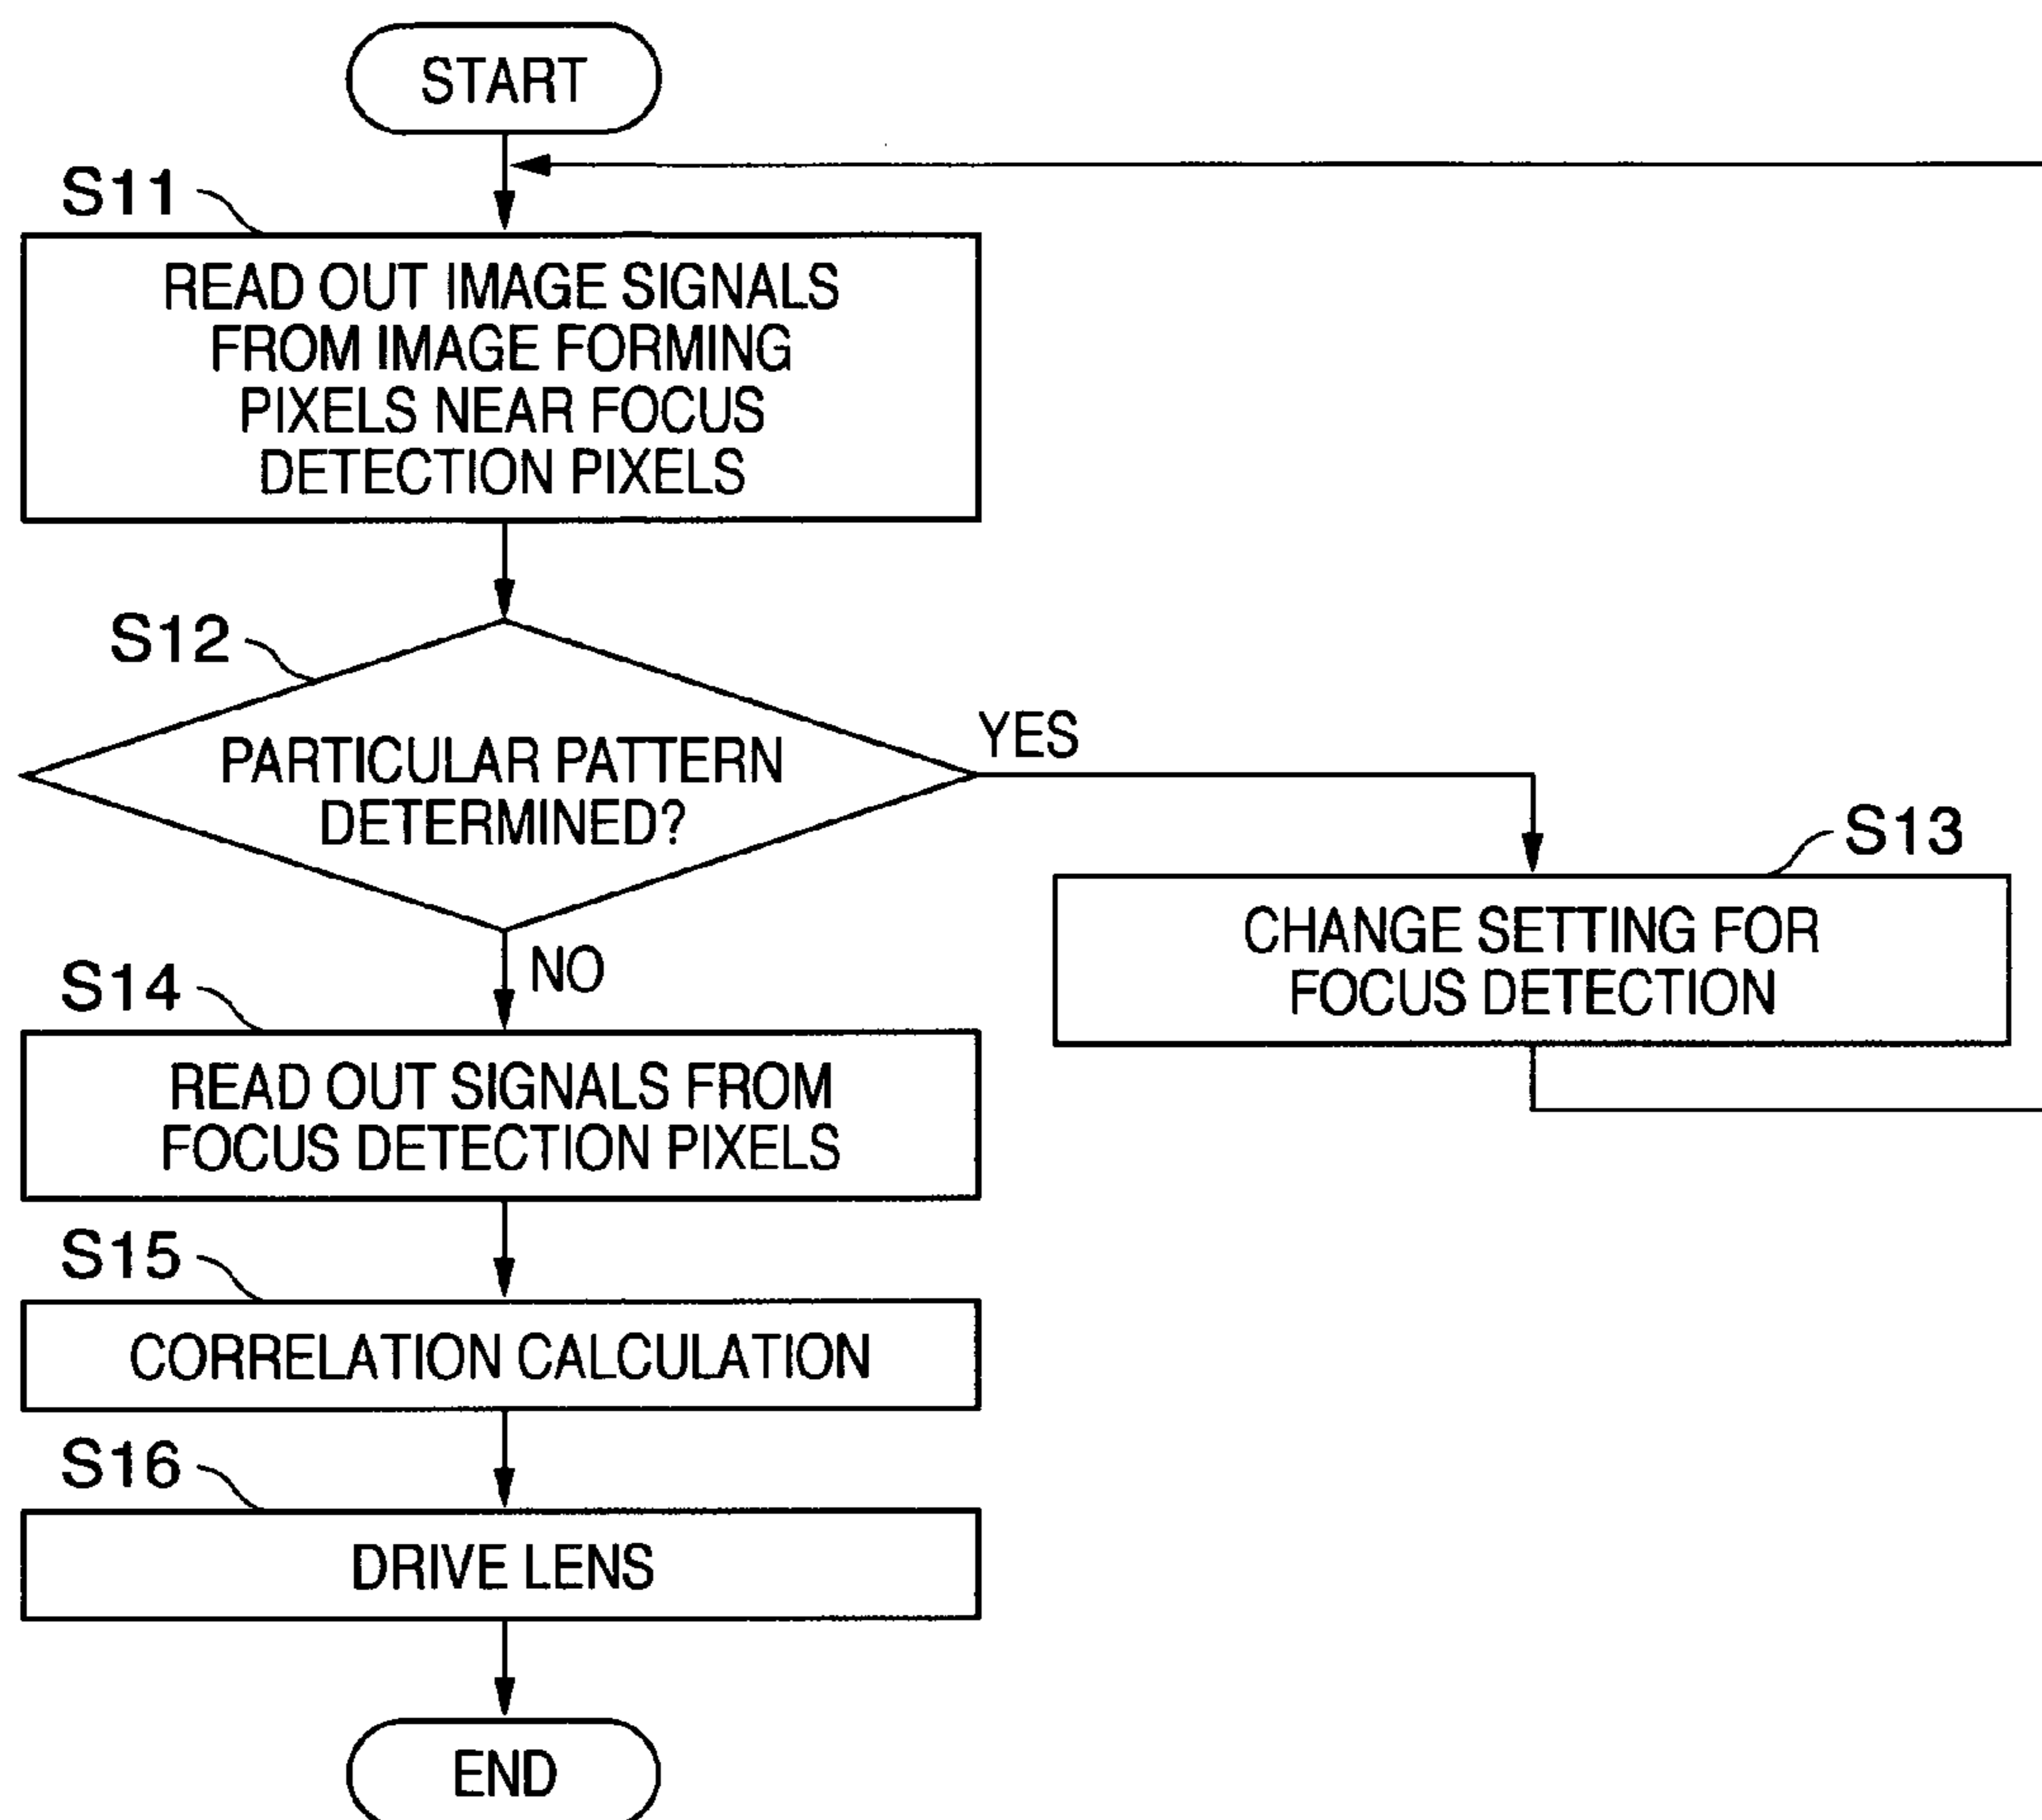 START
S11
READ OUT IMAGE SIGNALS
FROM IMAGE FORMING
PIXELS NEAR FOCUS
DETECTION PIXELS
S12
PARTICULAR PATTERN
DETERMINED?
YES
S13
CHANGE SETTING FOR
FOCUS DETECTION
NO
S14
READ OUT SIGNALS FROM
FOCUS DETECTION PIXELS
S15
CORRELATION CALCULATION
S16
DRIVE LENS
END